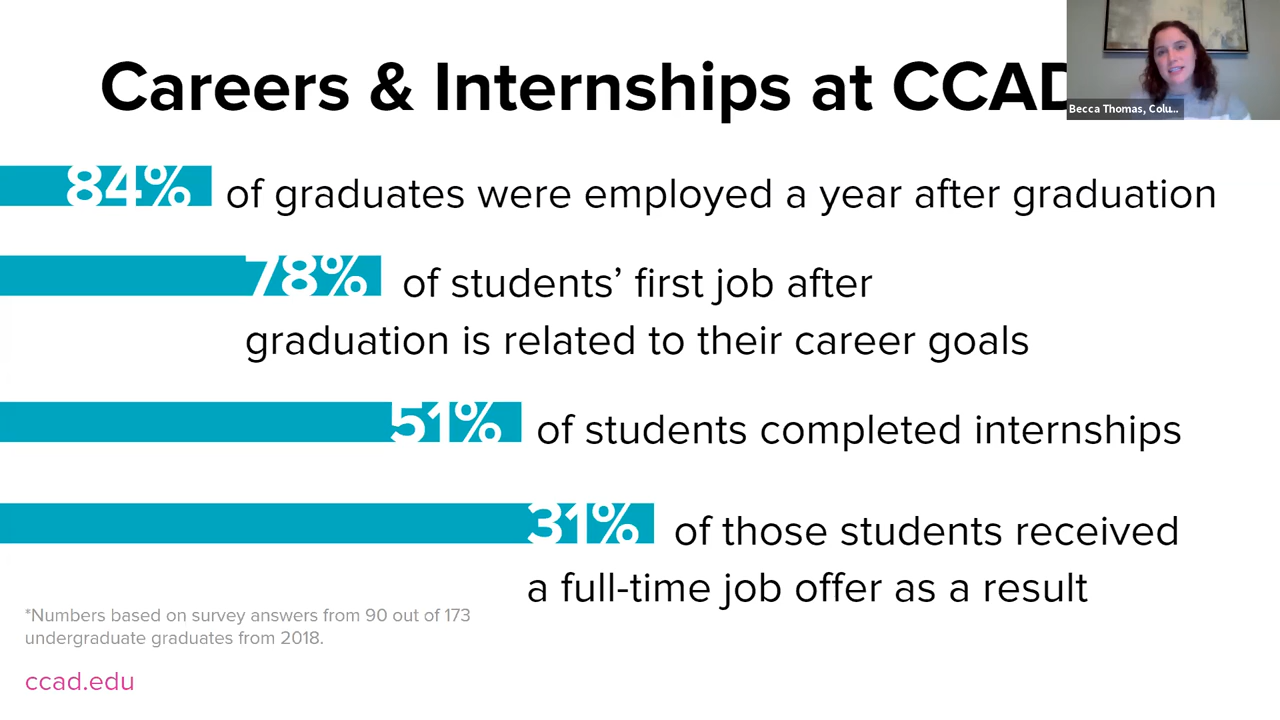 Careers & Internships at CCAD
Becca Thomas, Colu...
84% of graduates were employed a year after graduation
78% of students’ first job after
graduation is related to their career goals
51% of students completed internships
31% of those students received
a full-time job offer as a result
*Numbers based on survey answers from 90 out of 173
undergraduate graduates from 2018.
ccad.edu